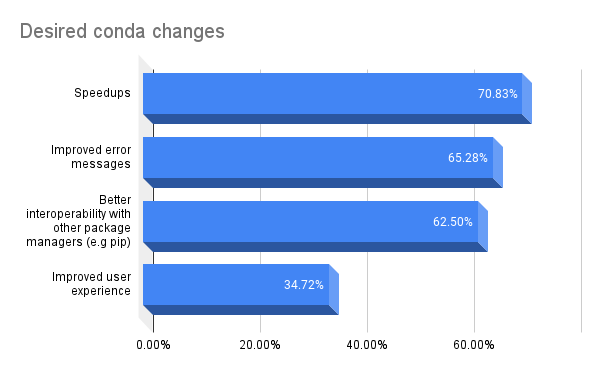 Desired conda changes
Speedups
70.83%
Improved error
messages
65.28%
Better
interoperability with
other package
managers (e.g pip)
62.50%
Improved user
experience
34.72%
0.00%
20.00%
40.00%
60.00%